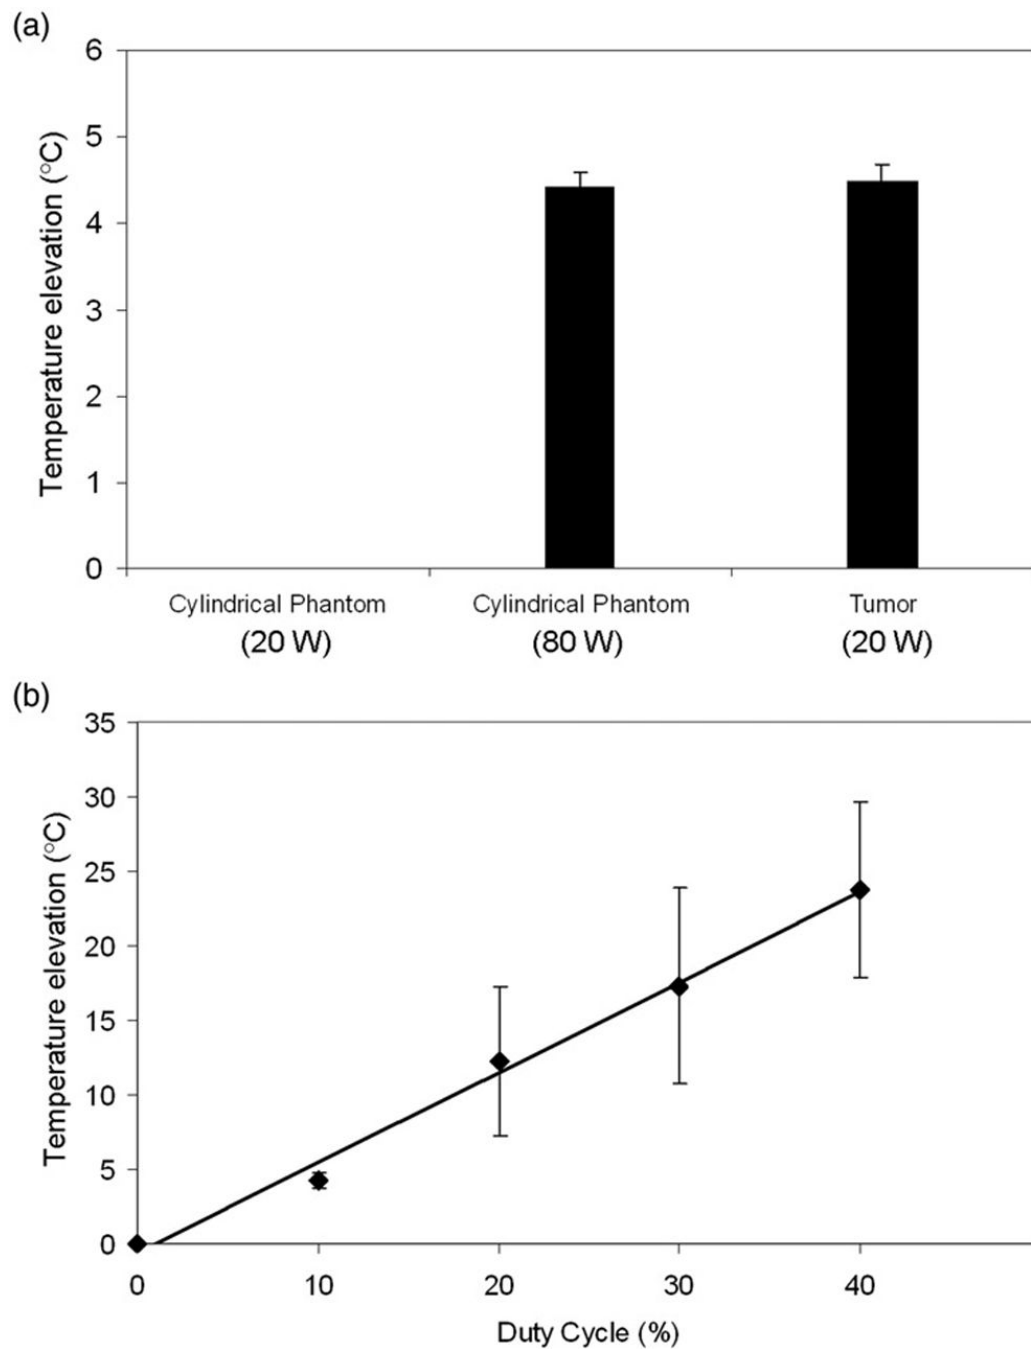 (a)
6
5
4
3
2
1
0
Temperature elevation (°C)
Cylindrical Phantom Cylindrical Phantom Tumor
(20 W) (80 W) (20 W)
(b)
35
30
25
20
15
10
5
0
Temperature elevation (°C)
0 10 20 30 40
Duty Cycle (%)